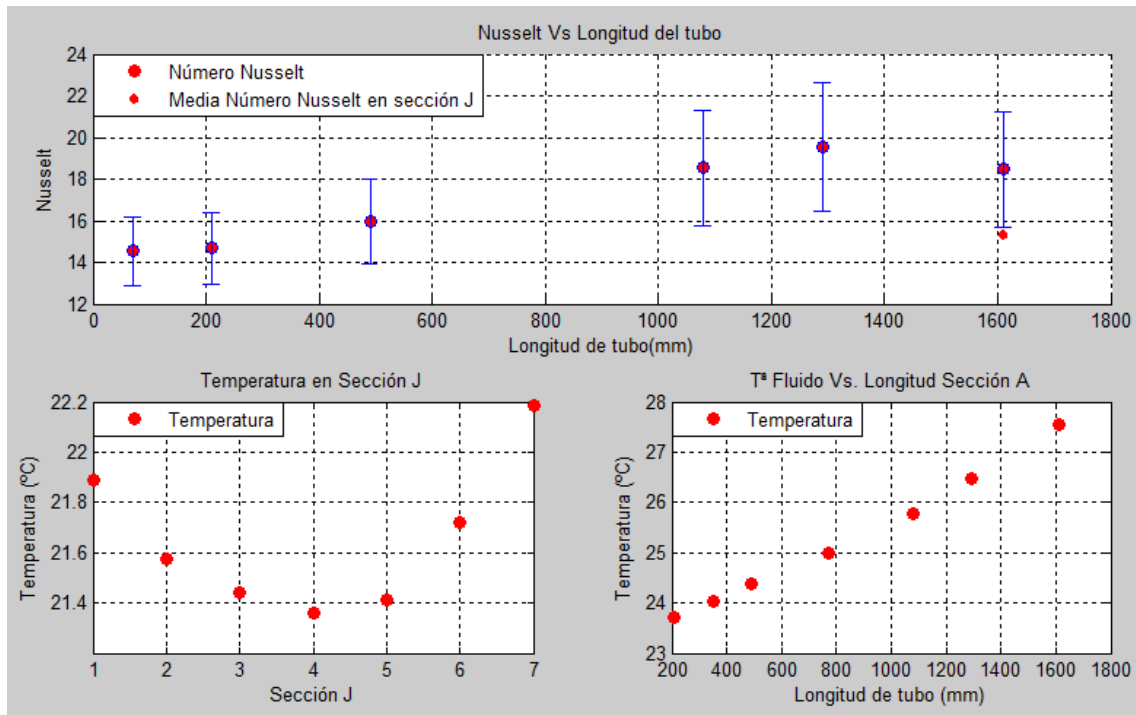 Nusselt Vs Longitud del tubo
Número Nusselt
Media Número Nusselt en sección J
Nusselt
24
22
20
18
16
14
12
0 200 400 600 800 1000 1200 1400 1600 1800
Longitud de tubo(mm)
Temperatura en Sección J
Temperatura
Temperatura (ºC)
22.2
22
21.8
21.6
21.4
1 2 3 4 5 6 7
Sección J
Tª Fluido Vs. Longitud Sección A
Temperatura
Temperatura (ºC)
28
27
26
25
24
23
200 400 600 800 1000 1200 1400 1600 1800
Longitud de tubo (mm)